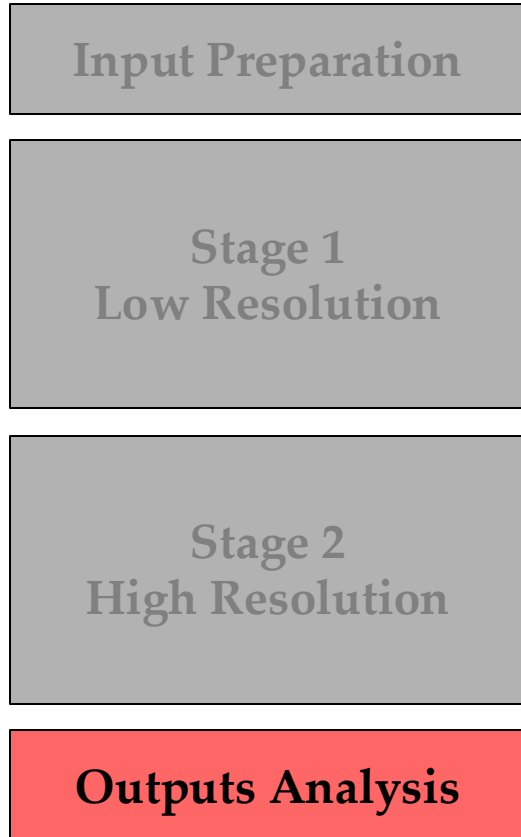 Input Preparation
Stage 1
Low Resolution
Stage 2
High Resolution
Outputs Analysis